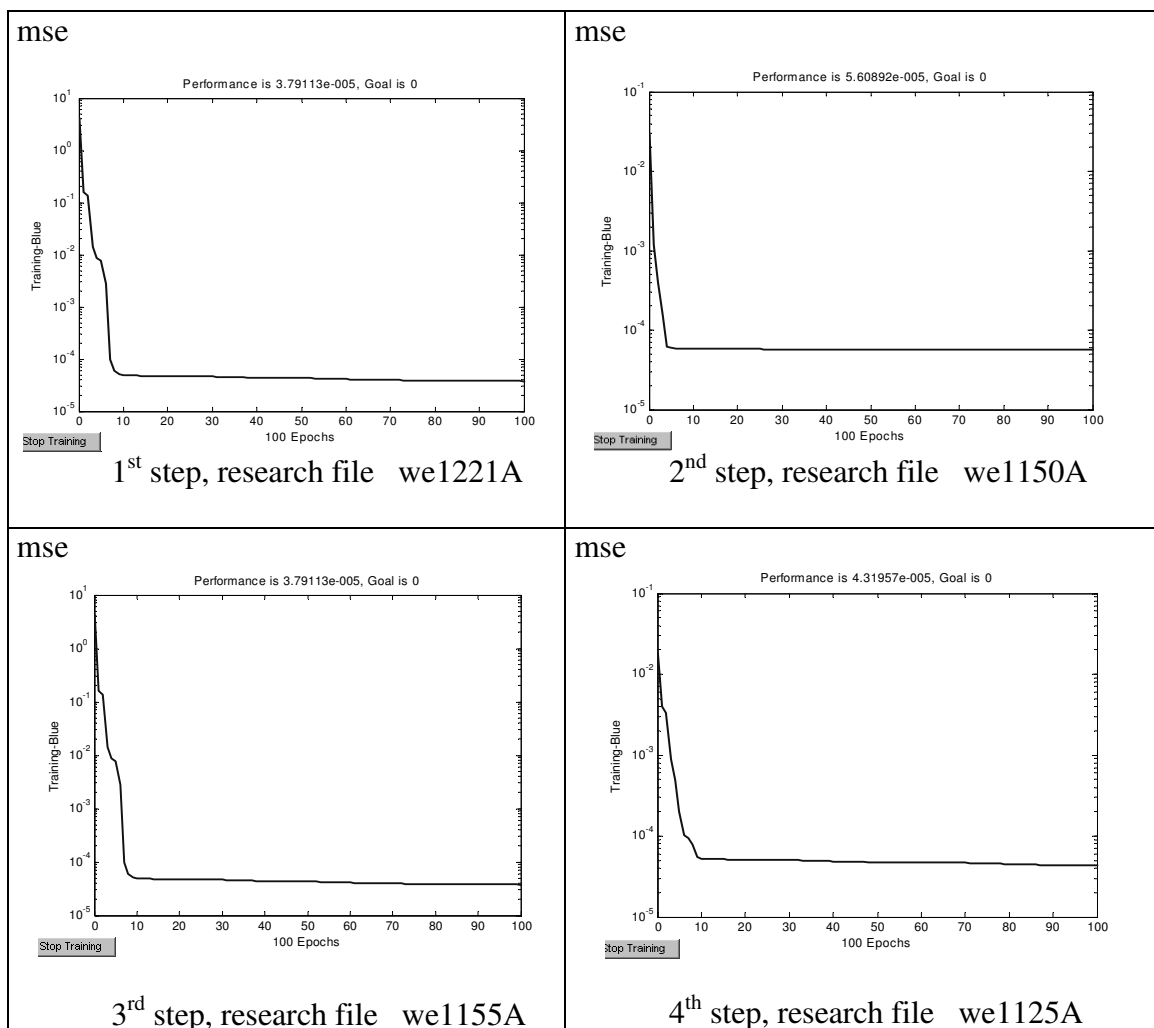 mse
Performance is 3.79113e-005, Goal is 0
10^1
10^0
10^-1
10^-2
10^-3
10^-4
10^-5
Training-Blue
0 10 20 30 40 50 60 70 80 90 100
100 Epochs
Stop Training
1st step, research file we1221A
mse
Performance is 5.60892e-005, Goal is 0
10^-1
10^-2
10^-3
10^-4
10^-5
Training-Blue
0 10 20 30 40 50 60 70 80 90 100
100 Epochs
Stop Training
2nd step, research file we1150A
mse
Performance is 3.79113e-005, Goal is 0
10^1
10^0
10^-1
10^-2
10^-3
10^-4
10^-5
Training-Blue
0 10 20 30 40 50 60 70 80 90 100
100 Epochs
Stop Training
3rd step, research file we1155A
mse
Performance is 4.31957e-005, Goal is 0
10^-1
10^-2
10^-3
10^-4
10^-5
Training-Blue
0 10 20 30 40 50 60 70 80 90 100
100 Epochs
Stop Training
4th step, research file we1125A